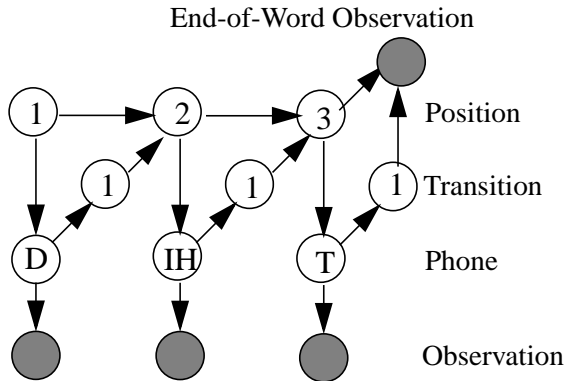 End-of-Word Observation
1 2 3 Position
1 1 1 Transition
D IH T Phone
Observation